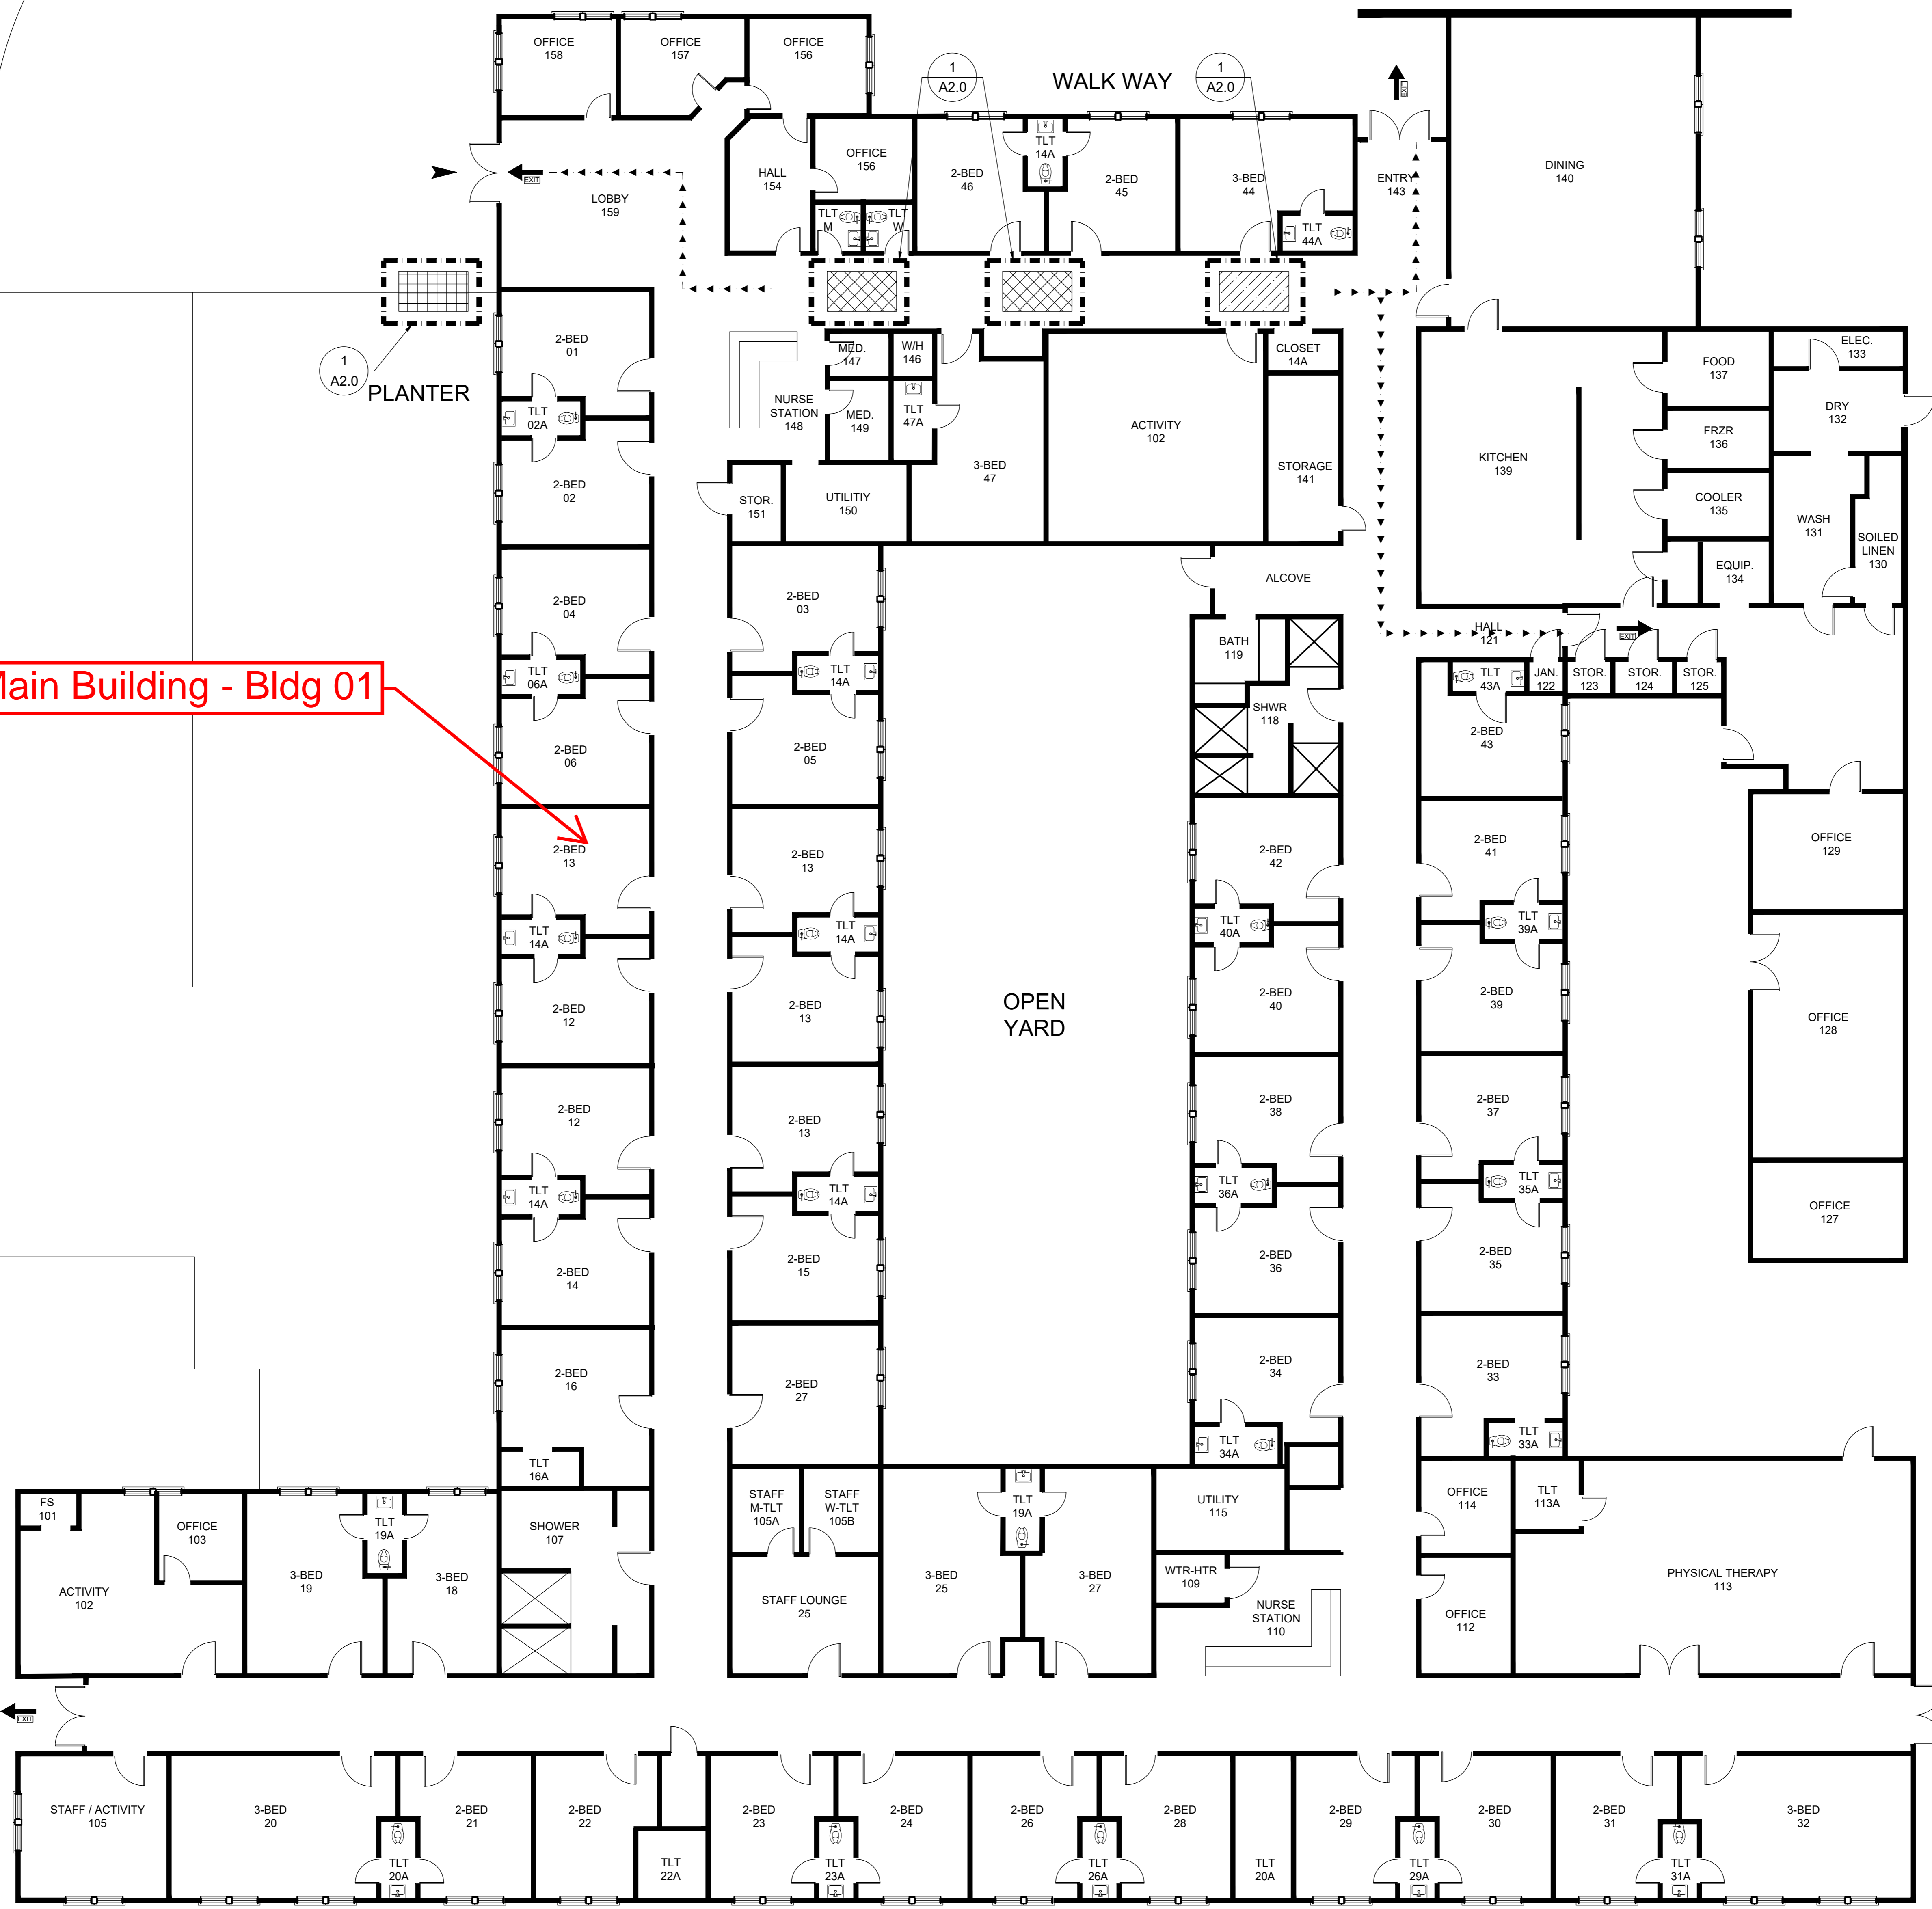 OFFICE
158
OFFICE
157
OFFICE
156
1
A2.0
WALK WAY
1
A2.0
EXIT
DINING
140
TLT
14A
OFFICE
156
HALL
154
2-BED
46
2-BED
45
3-BED
44
ENTRY
143
EXIT
LOBBY
159
TLT
M
TLT
W
TLT
44A
1
A2.0
PLANTER
2-BED
01
TLT
02A
2-BED
02
MED.
147
W/H
146
CLOSET
14A
NURSE
STATION
148
MED.
149
TLT
47A
ACTIVITY
102
3-BED
47
STORAGE
141
STOR.
151
UTILITIY
150
KITCHEN
139
FOOD
137
ELEC.
133
DRY
132
FRZR
136
COOLER
135
WASH
131
SOILED
LINEN
130
EQUIP.
134
2-BED
04
2-BED
03
ALCOVE
HALL
121
EXIT
BATH
119
TLT
06A
TLT
14A
TLT
43A
JAN.
122
STOR.
123
STOR.
124
STOR.
125
Main Building - Bldg 01
SHWR
118
2-BED
06
2-BED
05
2-BED
43
2-BED
13
2-BED
13
2-BED
42
2-BED
41
OFFICE
129
TLT
14A
TLT
14A
TLT
40A
TLT
39A
2-BED
12
2-BED
13
OPEN
YARD
2-BED
40
2-BED
39
OFFICE
128
2-BED
12
2-BED
13
2-BED
38
2-BED
37
TLT
14A
TLT
14A
TLT
36A
TLT
35A
OFFICE
127
2-BED
14
2-BED
15
2-BED
36
2-BED
35
2-BED
16
2-BED
27
2-BED
34
2-BED
33
TLT
16A
TLT
34A
TLT
33A
FS
101
OFFICE
103
TLT
19A
SHOWER
107
STAFF
M-TLT
105A
STAFF
W-TLT
105B
TLT
19A
UTILITY
115
OFFICE
114
TLT
113A
ACTIVITY
102
3-BED
19
3-BED
18
STAFF LOUNGE
25
3-BED
25
3-BED
27
WTR-HTR
109
NURSE
STATION
110
OFFICE
112
PHYSICAL THERAPY
113
EXIT
STAFF / ACTIVITY
105
3-BED
20
2-BED
21
2-BED
22
2-BED
23
2-BED
24
2-BED
26
2-BED
28
2-BED
29
2-BED
30
2-BED
31
3-BED
32
TLT
20A
TLT
22A
TLT
23A
TLT
26A
TLT
20A
TLT
29A
TLT
31A